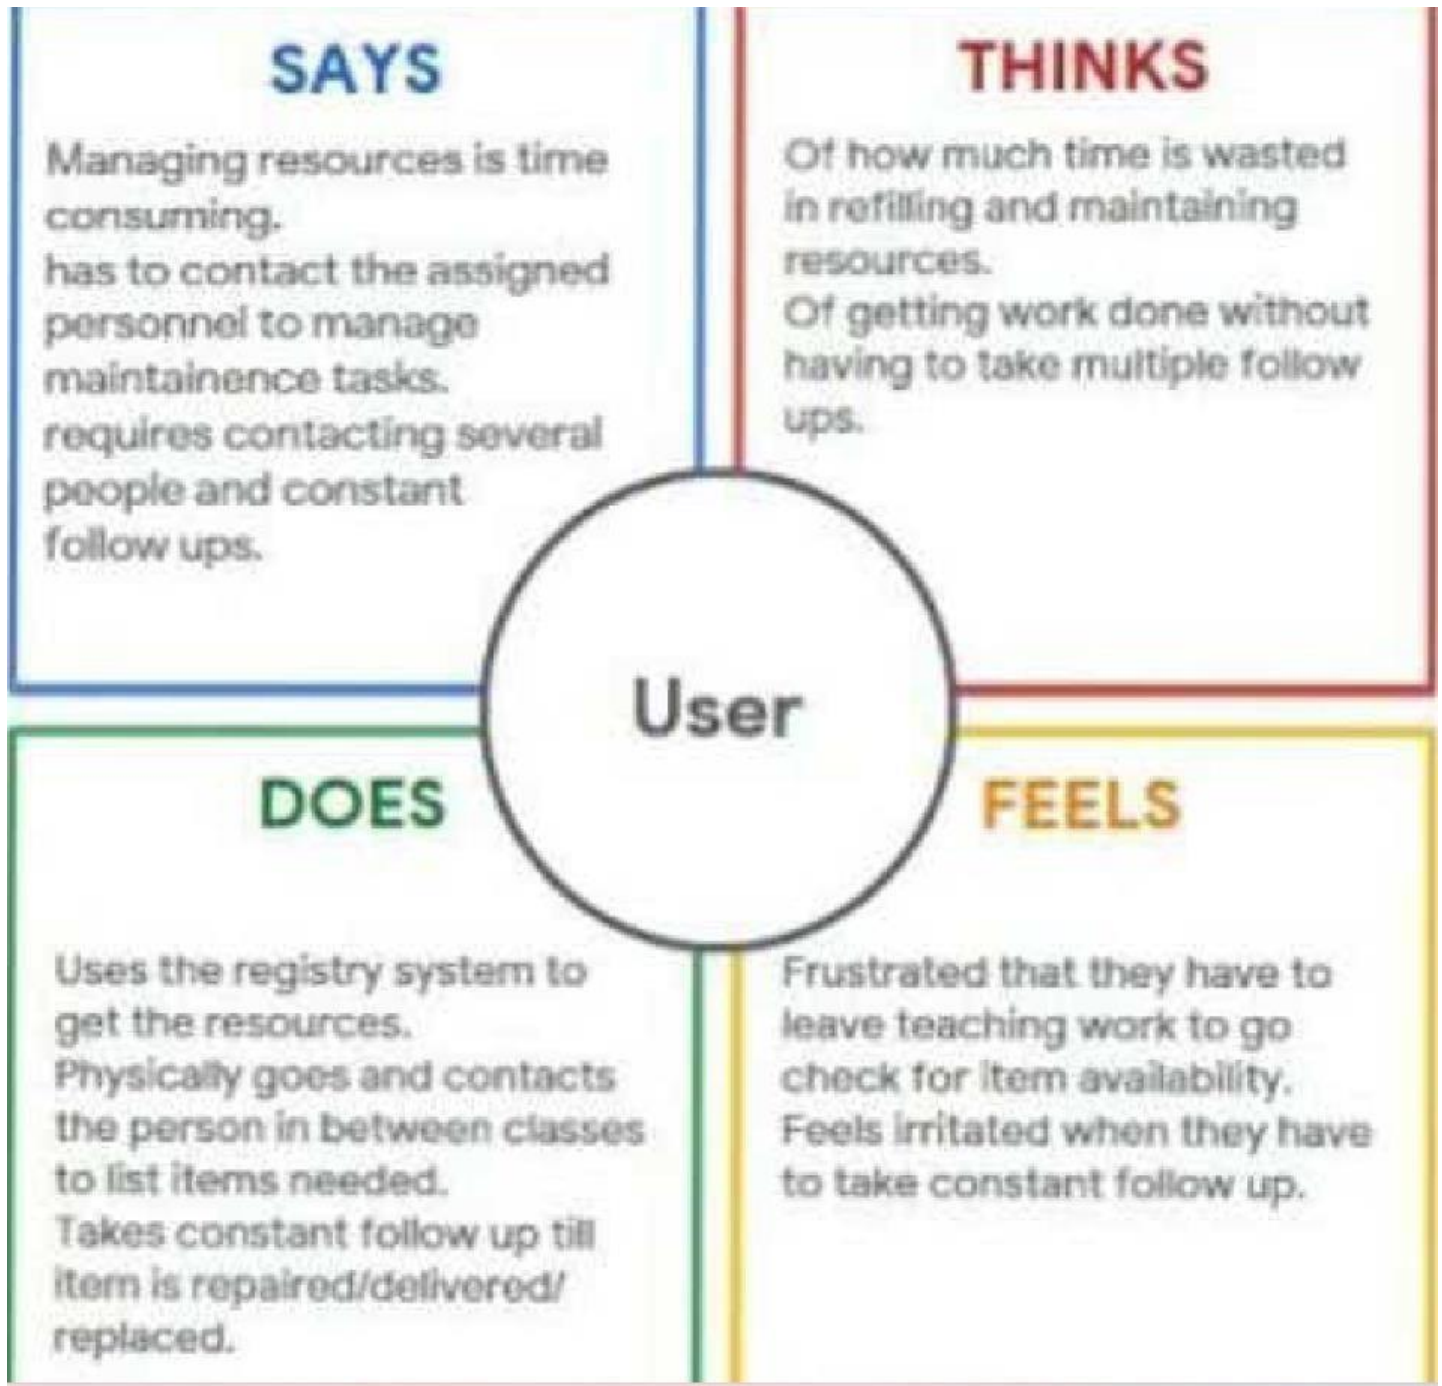 SAYS
Managing resources is time
consuming.
has to contact the assigned
personnel to manage
maintainence tasks.
requires contacting several
people and constant
follow ups.
THINKS
Of how much time is wasted
in refilling and maintaining
resources.
Of getting work done without
having to take multiple follow
ups.
User
DOES
Uses the registry system to
get the resources.
Physically goes and contacts
the person in between classes
to list items needed.
Takes constant follow up till
item is repaired/delivered/
replaced.
FEELS
Frustrated that they have to
leave teaching work to go
check for item availability.
Feels irritated when they have
to take constant follow up.